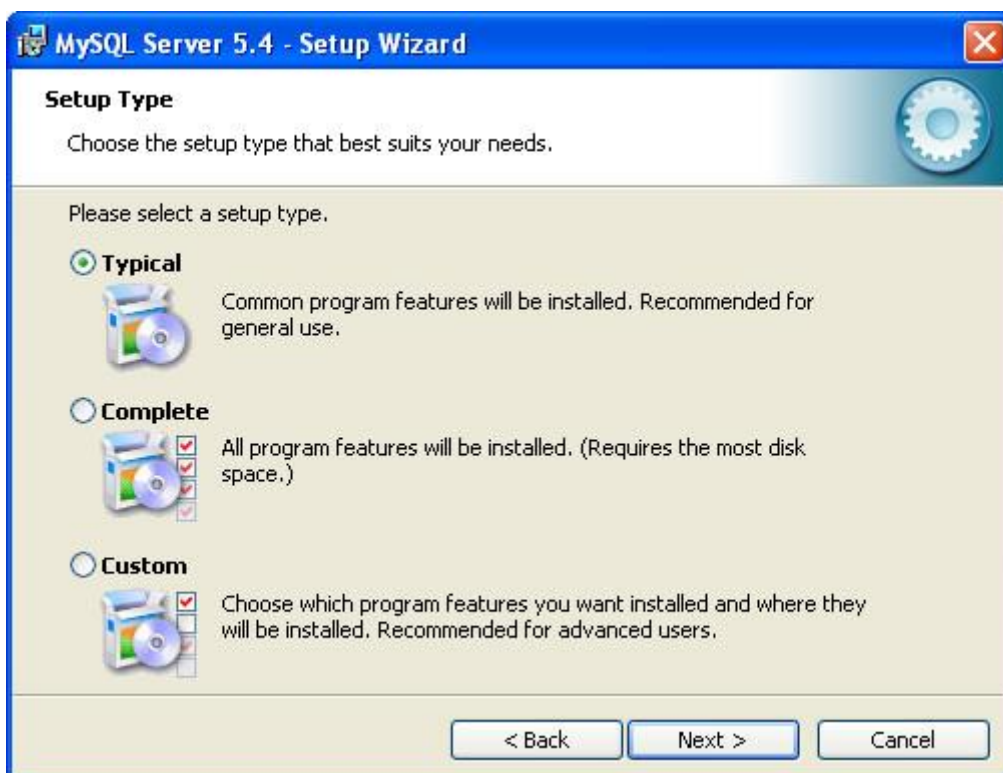 MySQL Server 5.4 - Setup Wizard
Setup Type
Choose the setup type that best suits your needs.
Please select a setup type.
Typical
Common program features will be installed. Recommended for
general use.
Complete
All program features will be installed. (Requires the most disk
space.)
Custom
Choose which program features you want installed and where they
will be installed. Recommended for advanced users.
< Back
Next >
Cancel